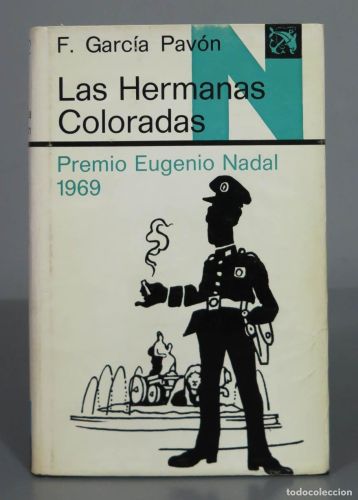 F. García Pavón
N
Las Hermanas
Coloradas
Premio Eugenio Nadal
1969
todocoleccion